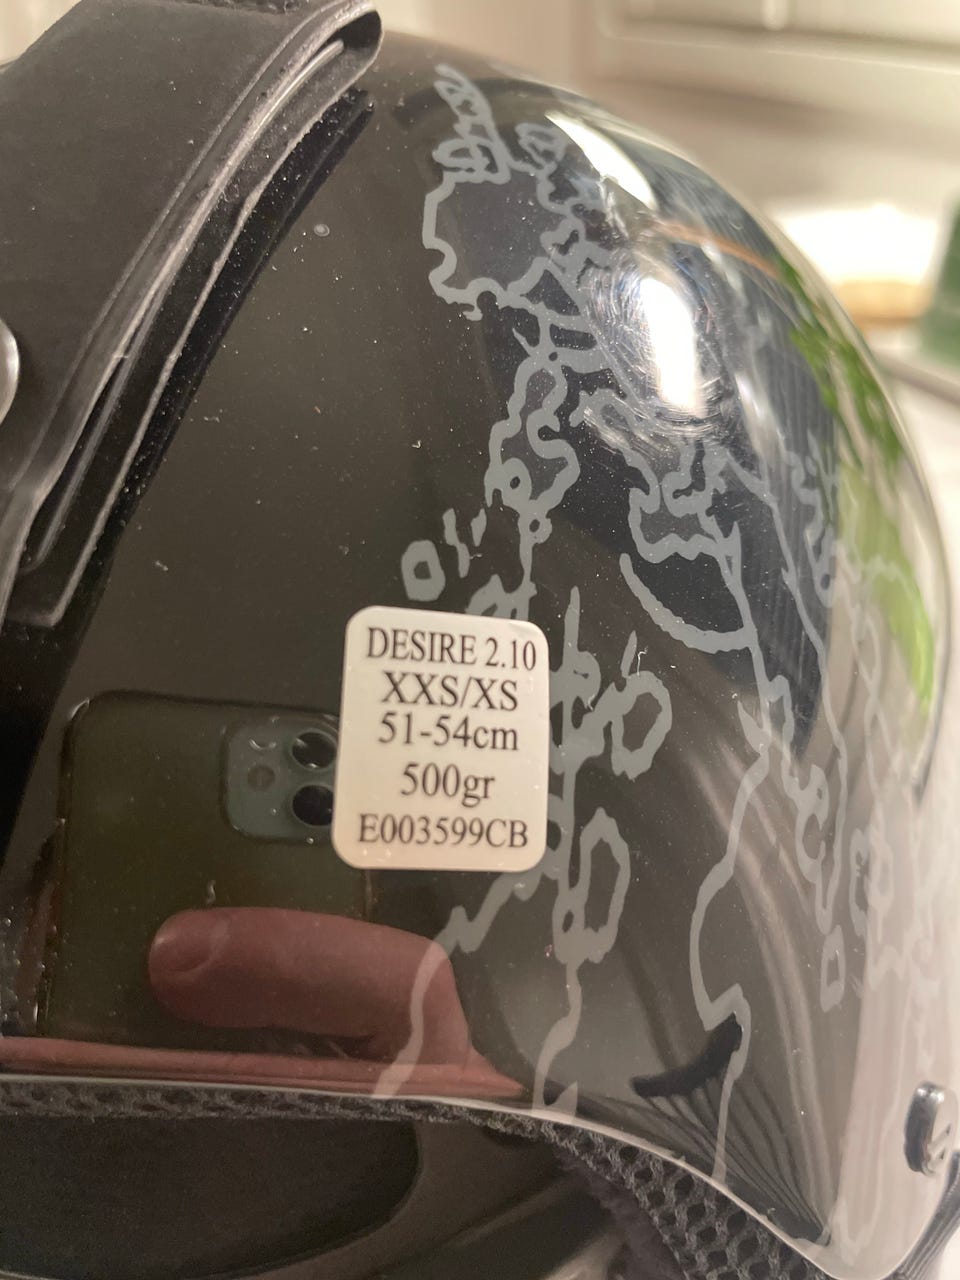 DESIRE 2.10
XXS/XS
51-54cm
500gr
E003599CB